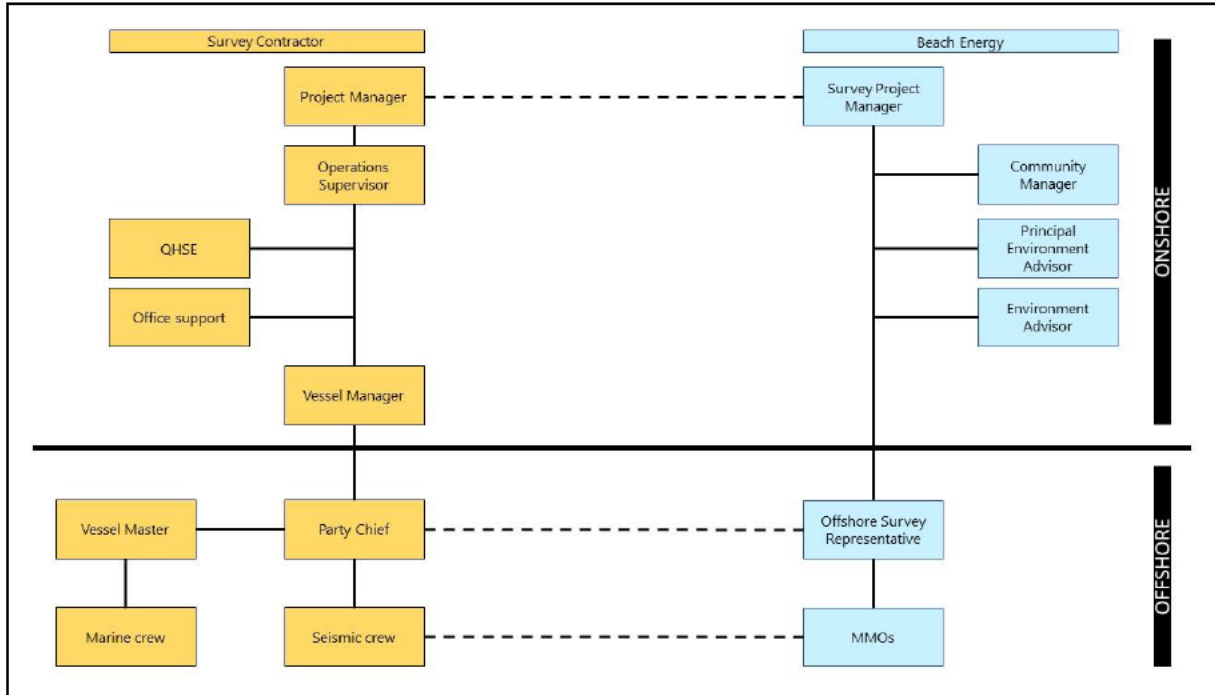 Survey Contractor
Beach Energy
Project Manager
Survey Project
Manager
Operations
Supervisor
Community
Manager
QHSE
Principal
Environment
Advisor
Office support
Environment
Advisor
Vessel Manager
ONSHORE
Vessel Master
Party Chief
Offshore Survey
Representative
Marine crew
Seismic crew
MMOs
OFFSHORE